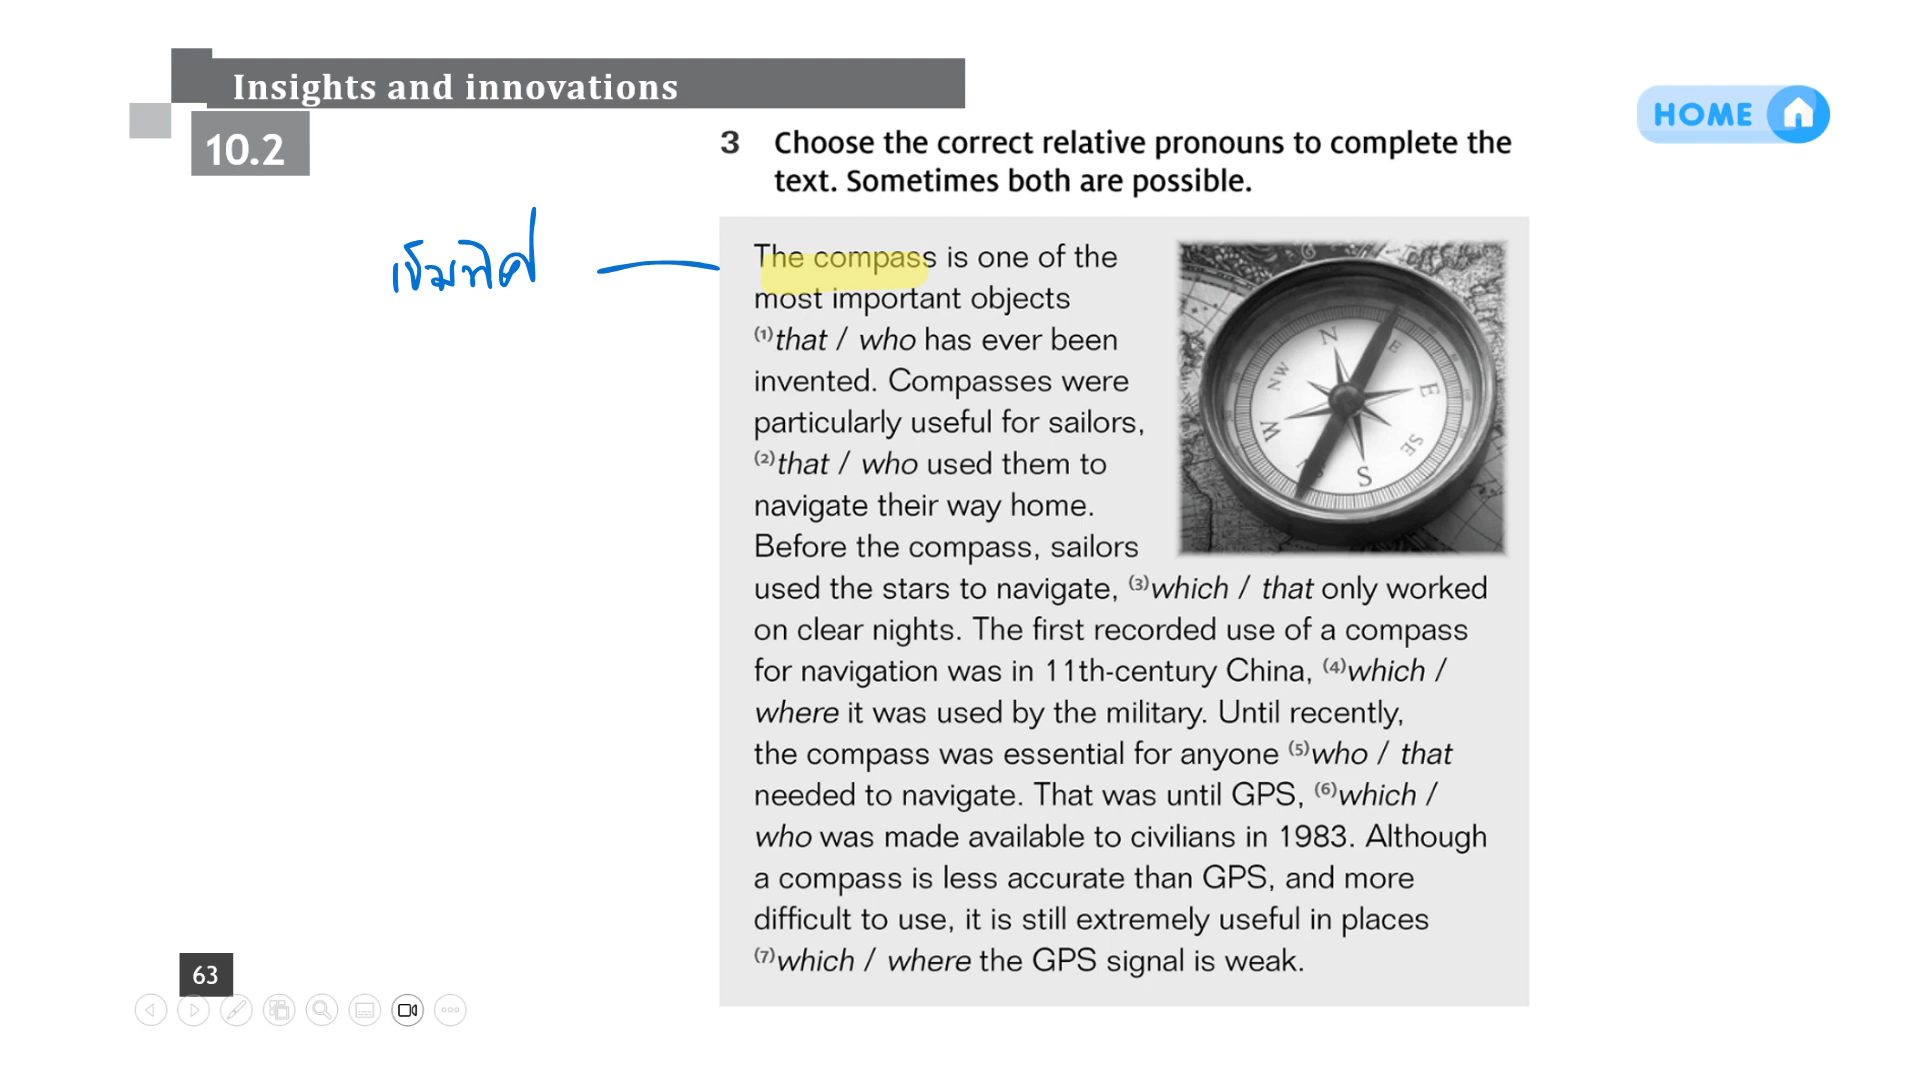 Insights and innovations
10.2
HOME
3 Choose the correct relative pronouns to complete the
text. Sometimes both are possible.
เข็มทิศ
The compass is one of the
most important objects
(1)that / who has ever been
invented. Compasses were
particularly useful for sailors,
(2)that / who used them to
navigate their way home.
Before the compass, sailors
used the stars to navigate, (3)which / that only worked
on clear nights. The first recorded use of a compass
for navigation was in 11th-century China, (4)which /
where it was used by the military. Until recently,
the compass was essential for anyone (5)who / that
needed to navigate. That was until GPS, (6)which /
who was made available to civilians in 1983. Although
a compass is less accurate than GPS, and more
difficult to use, it is still extremely useful in places
(7)which / where the GPS signal is weak.
N
E
E
SE
S
W
NW
63